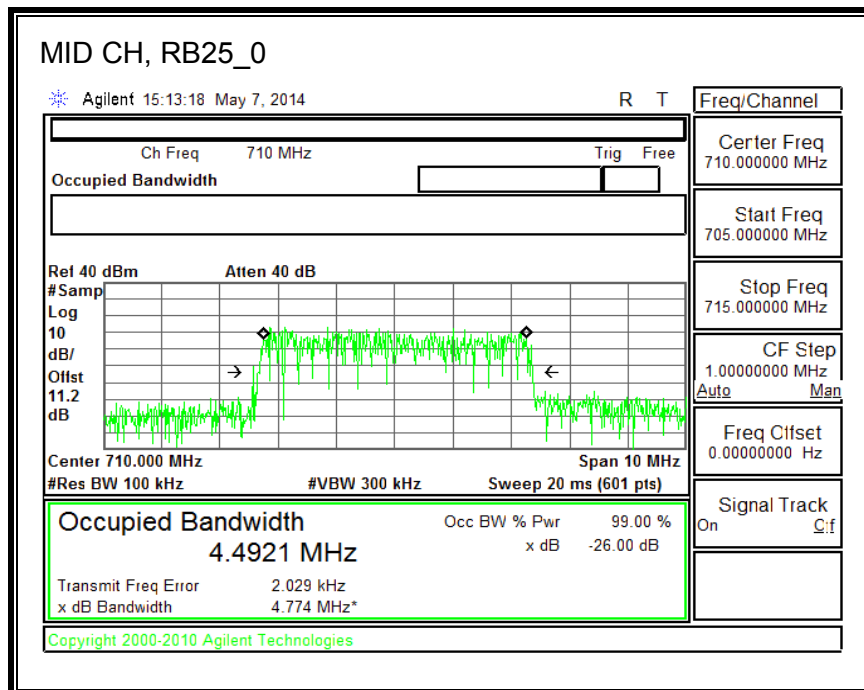 MID CH, RB25_0
Agilent 15:13:18 May 7, 2014 R T
Freq/Channel
Ch Freq 710 MHz Trig Free
Occupied Bandwidth
Center Freq
710.000000 MHz
Start Freq
705.000000 MHz
Stop Freq
715.000000 MHz
CF Step
1.00000000 MHz
Auto Man
Freq Offset
0.00000000 Hz
Signal Track
On Off
Ref 40 dBm Atten 40 dB
#Samp
Log
10
dB/
Offst
11.2
dB
Center 710.000 MHz Span 10 MHz
#Res BW 100 kHz #VBW 300 kHz Sweep 20 ms (601 pts)
Occupied Bandwidth
4.4921 MHz
Occ BW % Pwr 99.00 %
x dB -26.00 dB
Transmit Freq Error 2.029 kHz
x dB Bandwidth 4.774 MHz*
Copyright 2000-2010 Agilent Technologies